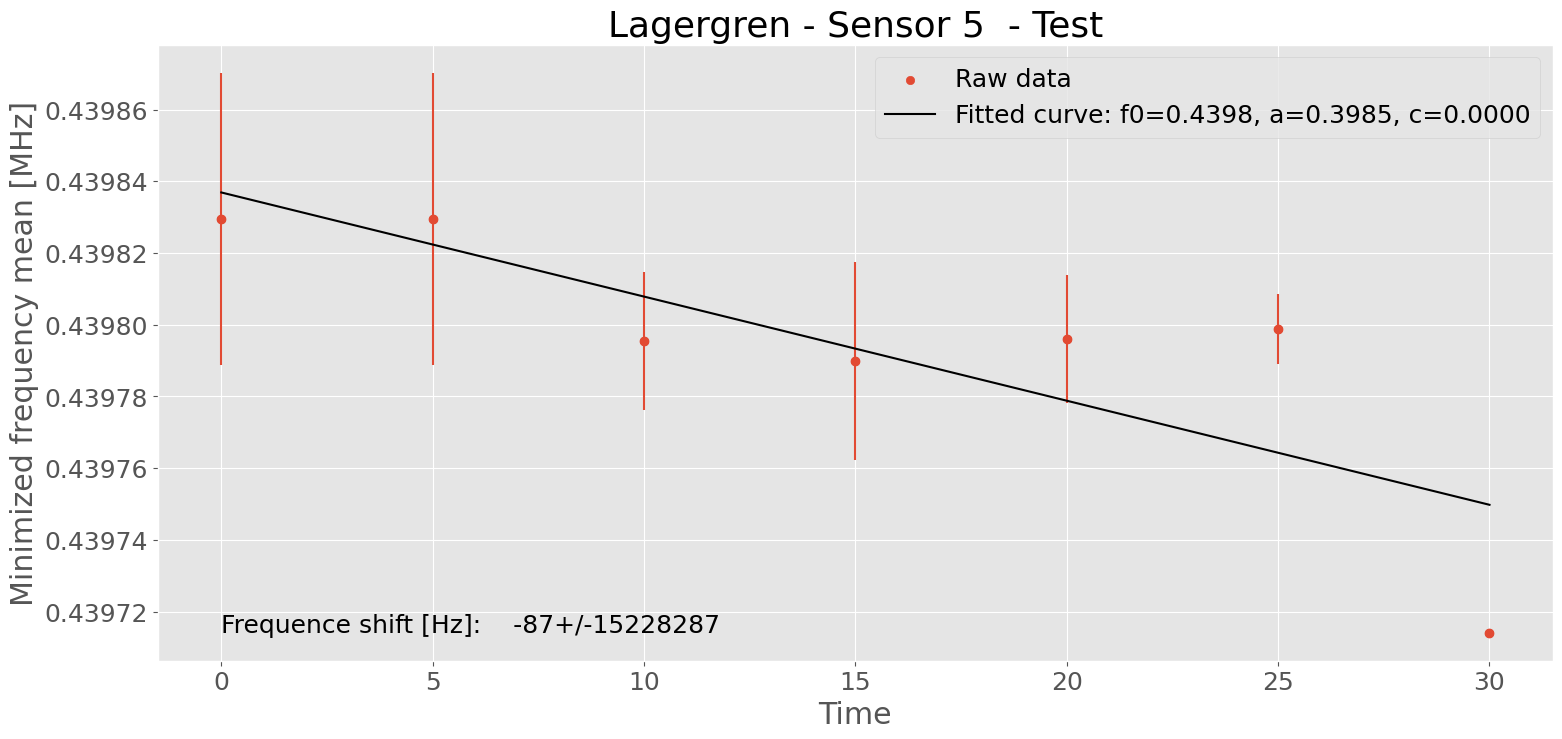 Lagergren - Sensor 5  - Test
Minimized frequency mean [MHz]
0.43986
0.43984
0.43982
0.43980
0.43978
0.43976
0.43974
0.43972
Raw data
Fitted curve: f0=0.4398, a=0.3985, c=0.0000
Frequence shift [Hz]:    -87+/-15228287
0 5 10 15 20 25 30
Time